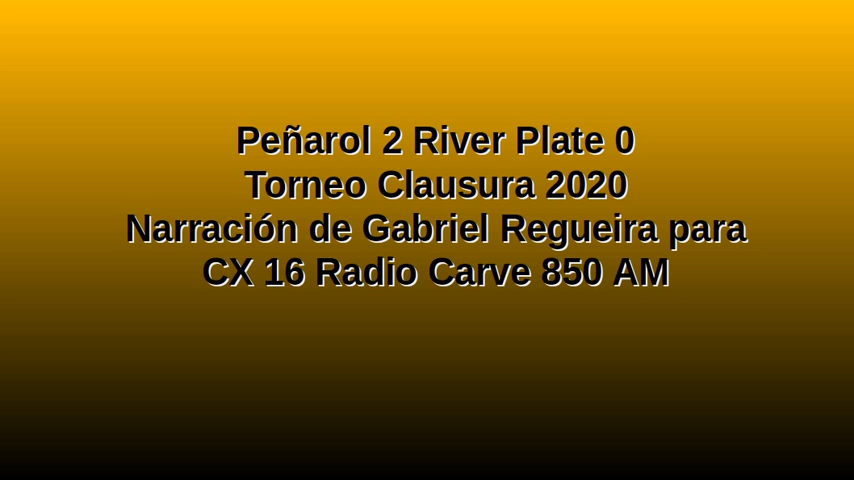 Peñarol 2 River Plate 0
Torneo Clausura 2020
Narración de Gabriel Regueira para
CX 16 Radio Carve 850 AM